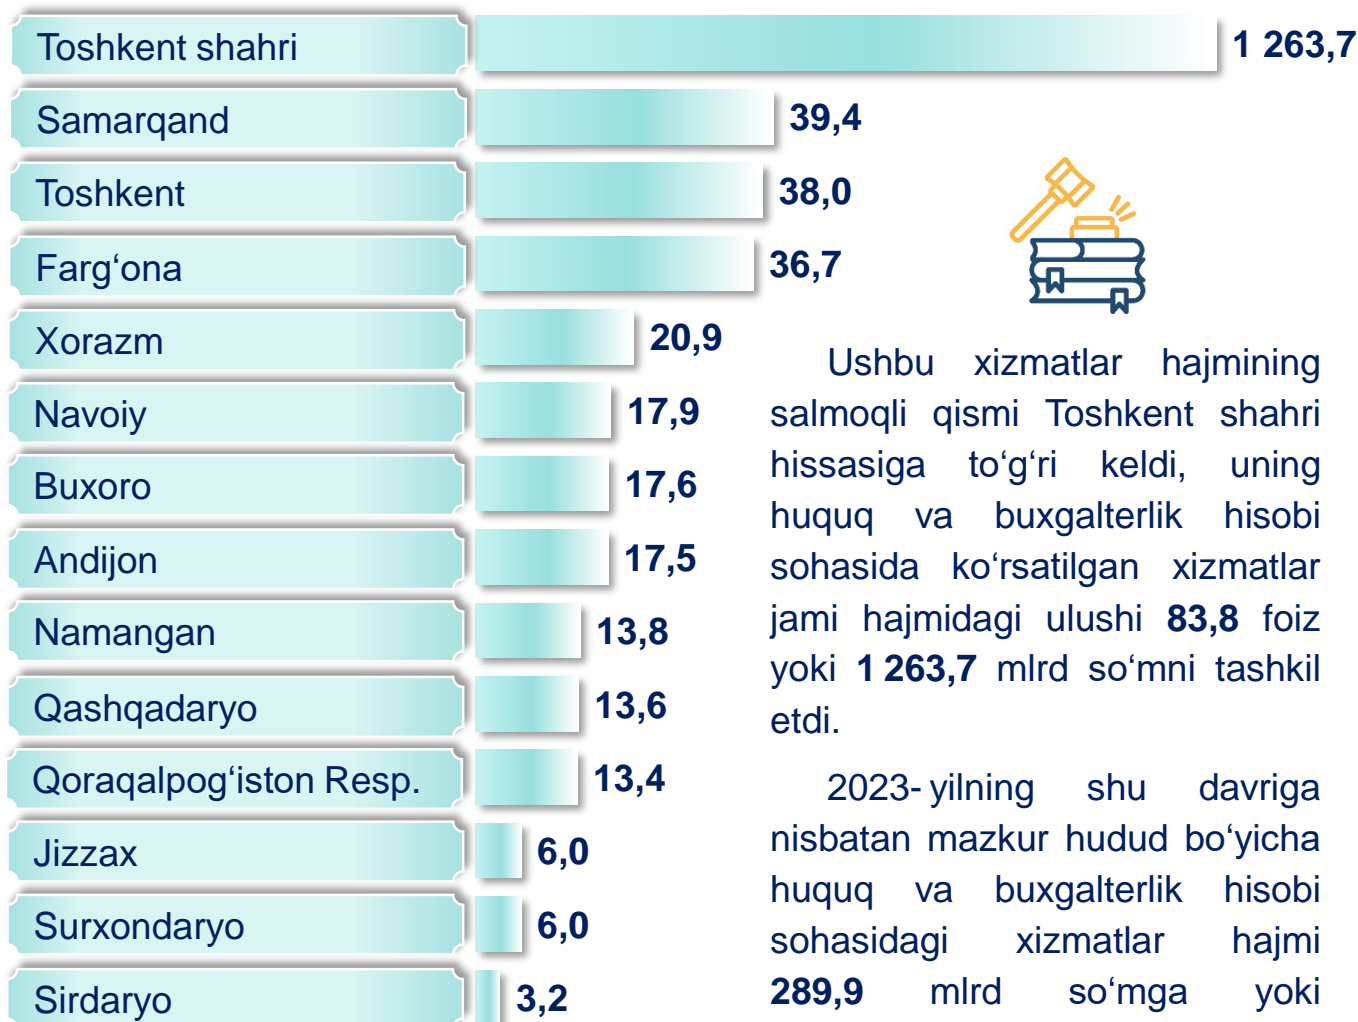 Toshkent shahri 1 263,7
Samarqand 39,4
Toshkent 38,0
Farg‘ona 36,7
Xorazm 20,9
Navoiy 17,9
Buxoro 17,6
Andijon 17,5
Namangan 13,8
Qashqadaryo 13,6
Qoraqalpog‘iston Resp. 13,4
Jizzax 6,0
Surxondaryo 6,0
Sirdaryo 3,2
Ushbu xizmatlar hajmining
salmoqli qismi Toshkent shahri
hissasiga to‘g‘ri keldi, uning
huquq va buxgalterlik hisobi
sohasida ko‘rsatilgan xizmatlar
jami hajmidagi ulushi 83,8 foiz
yoki 1 263,7 mlrd so‘mni tashkil
etdi.
2023- yilning shu davriga
nisbatan mazkur hudud bo‘yicha
huquq va buxgalterlik hisobi
sohasidagi xizmatlar hajmi
289,9 mlrd so‘mga yoki